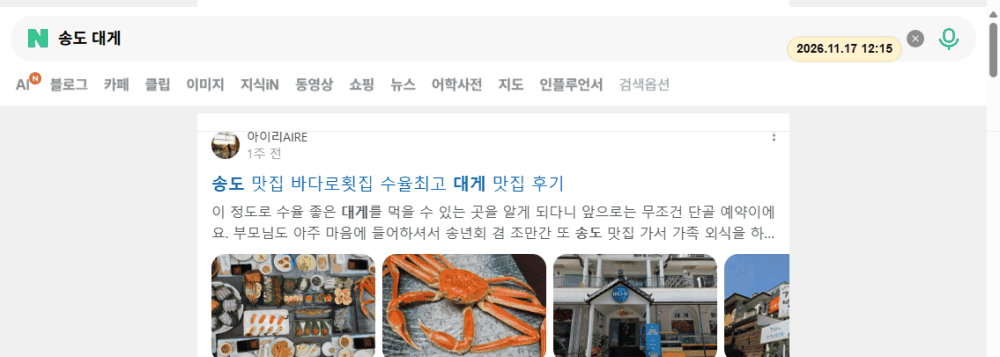 N 송도 대게
2026.11.17 12:15
AI N 블로그 카페 클립 이미지 지식iN 동영상 쇼핑 뉴스 어학사전 지도 인플루언서 검색옵션
아이리AIRE
1주 전
송도 맛집 바다로횟집 수율최고 대게 맛집 후기
이 정도로 수율 좋은 대게를 먹을 수 있는 곳을 알게 되다니 앞으로는 무조건 단골 예약이에
요. 부모님도 아주 마음에 들어하셔서 송년회 겸 조만간 또 송도 맛집 가서 가족 외식을 하...